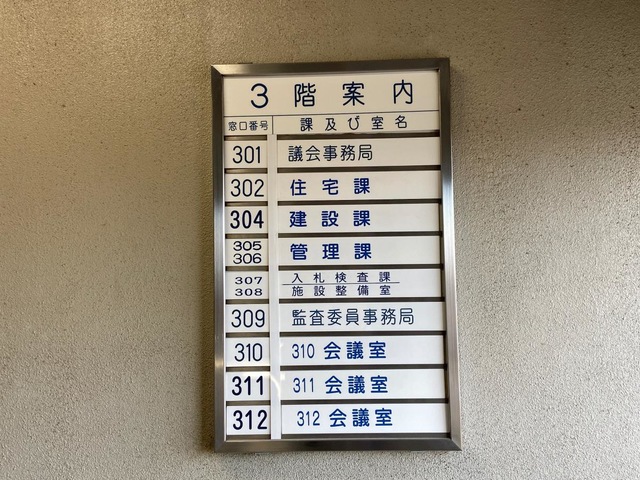 3 階案内
窓口番号 課及び室名
301 議会事務局
302 住宅課
304 建設課
305
306 管理課
307 入札検査課
308 施設整備室
309 監査委員事務局
310 310 会議室
311 311 会議室
312 312 会議室